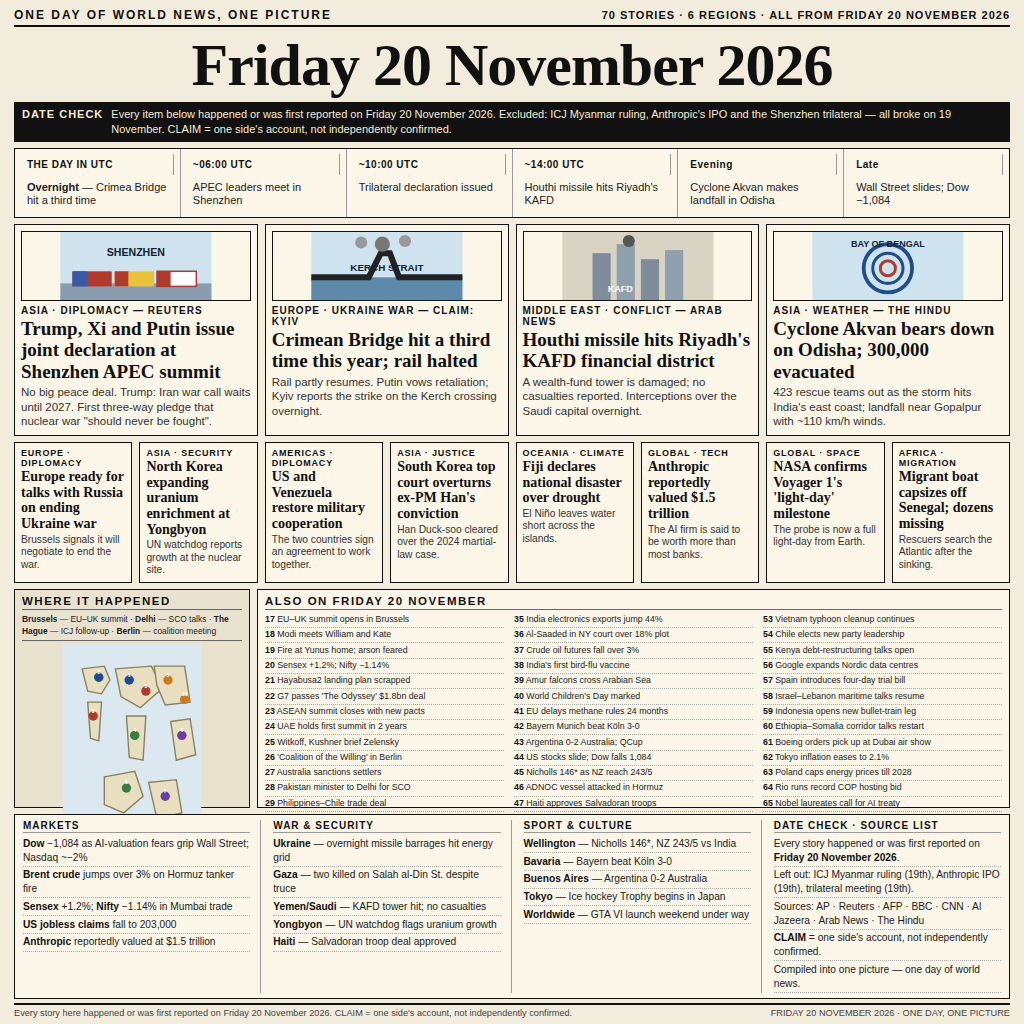 ONE DAY OF WORLD NEWS, ONE PICTURE
70 STORIES · 6 REGIONS · ALL FROM FRIDAY 20 NOVEMBER 2026
Friday 20 November 2026
DATE CHECK
Every item below happened or was first reported on Friday 20 November 2026. Excluded: ICJ Myanmar ruling, Anthropic's IPO and the Shenzhen trilateral — all broke on 19
November. CLAIM = one side's account, not independently confirmed.
THE DAY IN UTC
Overnight — Crimea Bridge
hit a third time
~06:00 UTC
APEC leaders meet in
Shenzhen
~10:00 UTC
Trilateral declaration issued
~14:00 UTC
Houthi missile hits Riyadh's
KAFD
Evening
Cyclone Akvan makes
landfall in Odisha
Late
Wall Street slides; Dow
−1,084
SHENZHEN
ASIA · DIPLOMACY — REUTERS
Trump, Xi and Putin issue
joint declaration at
Shenzhen APEC summit
No big peace deal. Trump: Iran war call waits
until 2027. First three-way pledge that
nuclear war "should never be fought".
KERCH STRAIT
EUROPE · UKRAINE WAR — CLAIM:
KYIV
Crimean Bridge hit a third
time this year; rail halted
Rail partly resumes. Putin vows retaliation;
Kyiv reports the strike on the Kerch crossing
overnight.
KAFD
MIDDLE EAST · CONFLICT — ARAB
NEWS
Houthi missile hits Riyadh's
KAFD financial district
A wealth-fund tower is damaged; no
casualties reported. Interceptions over the
Saudi capital overnight.
BAY OF BENGAL
ASIA · WEATHER — THE HINDU
Cyclone Akvan bears down
on Odisha; 300,000
evacuated
423 rescue teams out as the storm hits
India's east coast; landfall near Gopalpur
with ~110 km/h winds.
EUROPE ·
DIPLOMACY
Europe ready for
talks with Russia
on ending
Ukraine war
Brussels signals it will
negotiate to end the
war.
ASIA · SECURITY
North Korea
expanding
uranium
enrichment at
Yongbyon
UN watchdog reports
growth at the nuclear
site.
AMERICAS ·
DIPLOMACY
US and
Venezuela
restore military
cooperation
The two countries sign
an agreement to work
together.
ASIA · JUSTICE
South Korea top
court overturns
ex-PM Han's
conviction
Han Duck-soo cleared
over the 2024 martial-
law case.
OCEANIA · CLIMATE
Fiji declares
national disaster
over drought
El Niño leaves water
short across the
islands.
GLOBAL · TECH
Anthropic
reportedly
valued $1.5
trillion
The AI firm is said to
be worth more than
most banks.
GLOBAL · SPACE
NASA confirms
Voyager 1's
'light-day'
milestone
The probe is now a full
light-day from Earth.
AFRICA ·
MIGRATION
Migrant boat
capsizes off
Senegal; dozens
missing
Rescuers search the
Atlantic after the
sinking.
WHERE IT HAPPENED
Brussels — EU–UK summit · Delhi — SCO talks · The
Hague — ICJ follow-up · Berlin — coalition meeting
ALSO ON FRIDAY 20 NOVEMBER
17 EU–UK summit opens in Brussels
18 Modi meets William and Kate
19 Fire at Yunus home; arson feared
20 Sensex +1.2%; Nifty −1.14%
21 Hayabusa2 landing plan scrapped
22 G7 passes 'The Odyssey' $1.8bn deal
23 ASEAN summit closes with new pacts
24 UAE holds first summit in 2 years
25 Witkoff, Kushner brief Zelensky
26 'Coalition of the Willing' in Berlin
27 Australia sanctions settlers
28 Pakistan minister to Delhi for SCO
29 Philippines–Chile trade deal
35 India electronics exports jump 44%
36 Al-Saaded in NY court over 18% plot
37 Crude oil futures fall over 3%
38 India's first bird-flu vaccine
39 Amur falcons cross Arabian Sea
40 World Children's Day marked
41 EU delays methane rules 24 months
42 Bayern Munich beat Köln 3-0
43 Argentina 0-2 Australia; QCup
44 US stocks slide; Dow falls 1,084
45 Nicholls 146* as NZ reach 243/5
46 ADNOC vessel attacked in Hormuz
47 Haiti approves Salvadoran troops
53 Vietnam typhoon cleanup continues
54 Chile elects new party leadership
55 Kenya debt-restructuring talks open
56 Google expands Nordic data centres
57 Spain introduces four-day trial bill
58 Israel–Lebanon maritime talks resume
59 Indonesia opens new bullet-train leg
60 Ethiopia–Somalia corridor talks restart
61 Boeing orders pick up at Dubai air show
62 Tokyo inflation eases to 2.1%
63 Poland caps energy prices till 2028
64 Rio runs record COP hosting bid
65 Nobel laureates call for AI treaty
MARKETS
Dow −1,084 as AI-valuation fears grip Wall Street;
Nasdaq ~−2%
Brent crude jumps over 3% on Hormuz tanker
fire
Sensex +1.2%; Nifty −1.14% in Mumbai trade
US jobless claims fall to 203,000
Anthropic reportedly valued at $1.5 trillion
WAR & SECURITY
Ukraine — overnight missile barrages hit energy
grid
Gaza — two killed on Salah al-Din St. despite
truce
Yemen/Saudi — KAFD tower hit; no casualties
Yongbyon — UN watchdog flags uranium growth
Haiti — Salvadoran troop deal approved
SPORT & CULTURE
Wellington — Nicholls 146*, NZ 243/5 vs India
Bavaria — Bayern beat Köln 3-0
Buenos Aires — Argentina 0-2 Australia
Tokyo — Ice hockey Trophy begins in Japan
Worldwide — GTA VI launch weekend under way
DATE CHECK · SOURCE LIST
Every story happened or was first reported on
Friday 20 November 2026.
Left out: ICJ Myanmar ruling (19th), Anthropic IPO
(19th), trilateral meeting (19th).
Sources: AP · Reuters · AFP · BBC · CNN · Al
Jazeera · Arab News · The Hindu
CLAIM = one side's account, not independently
confirmed.
Compiled into one picture — one day of world
news.
Every story here happened or was first reported on Friday 20 November 2026. CLAIM = one side's account, not independently confirmed.
FRIDAY 20 NOVEMBER 2026 · ONE DAY, ONE PICTURE